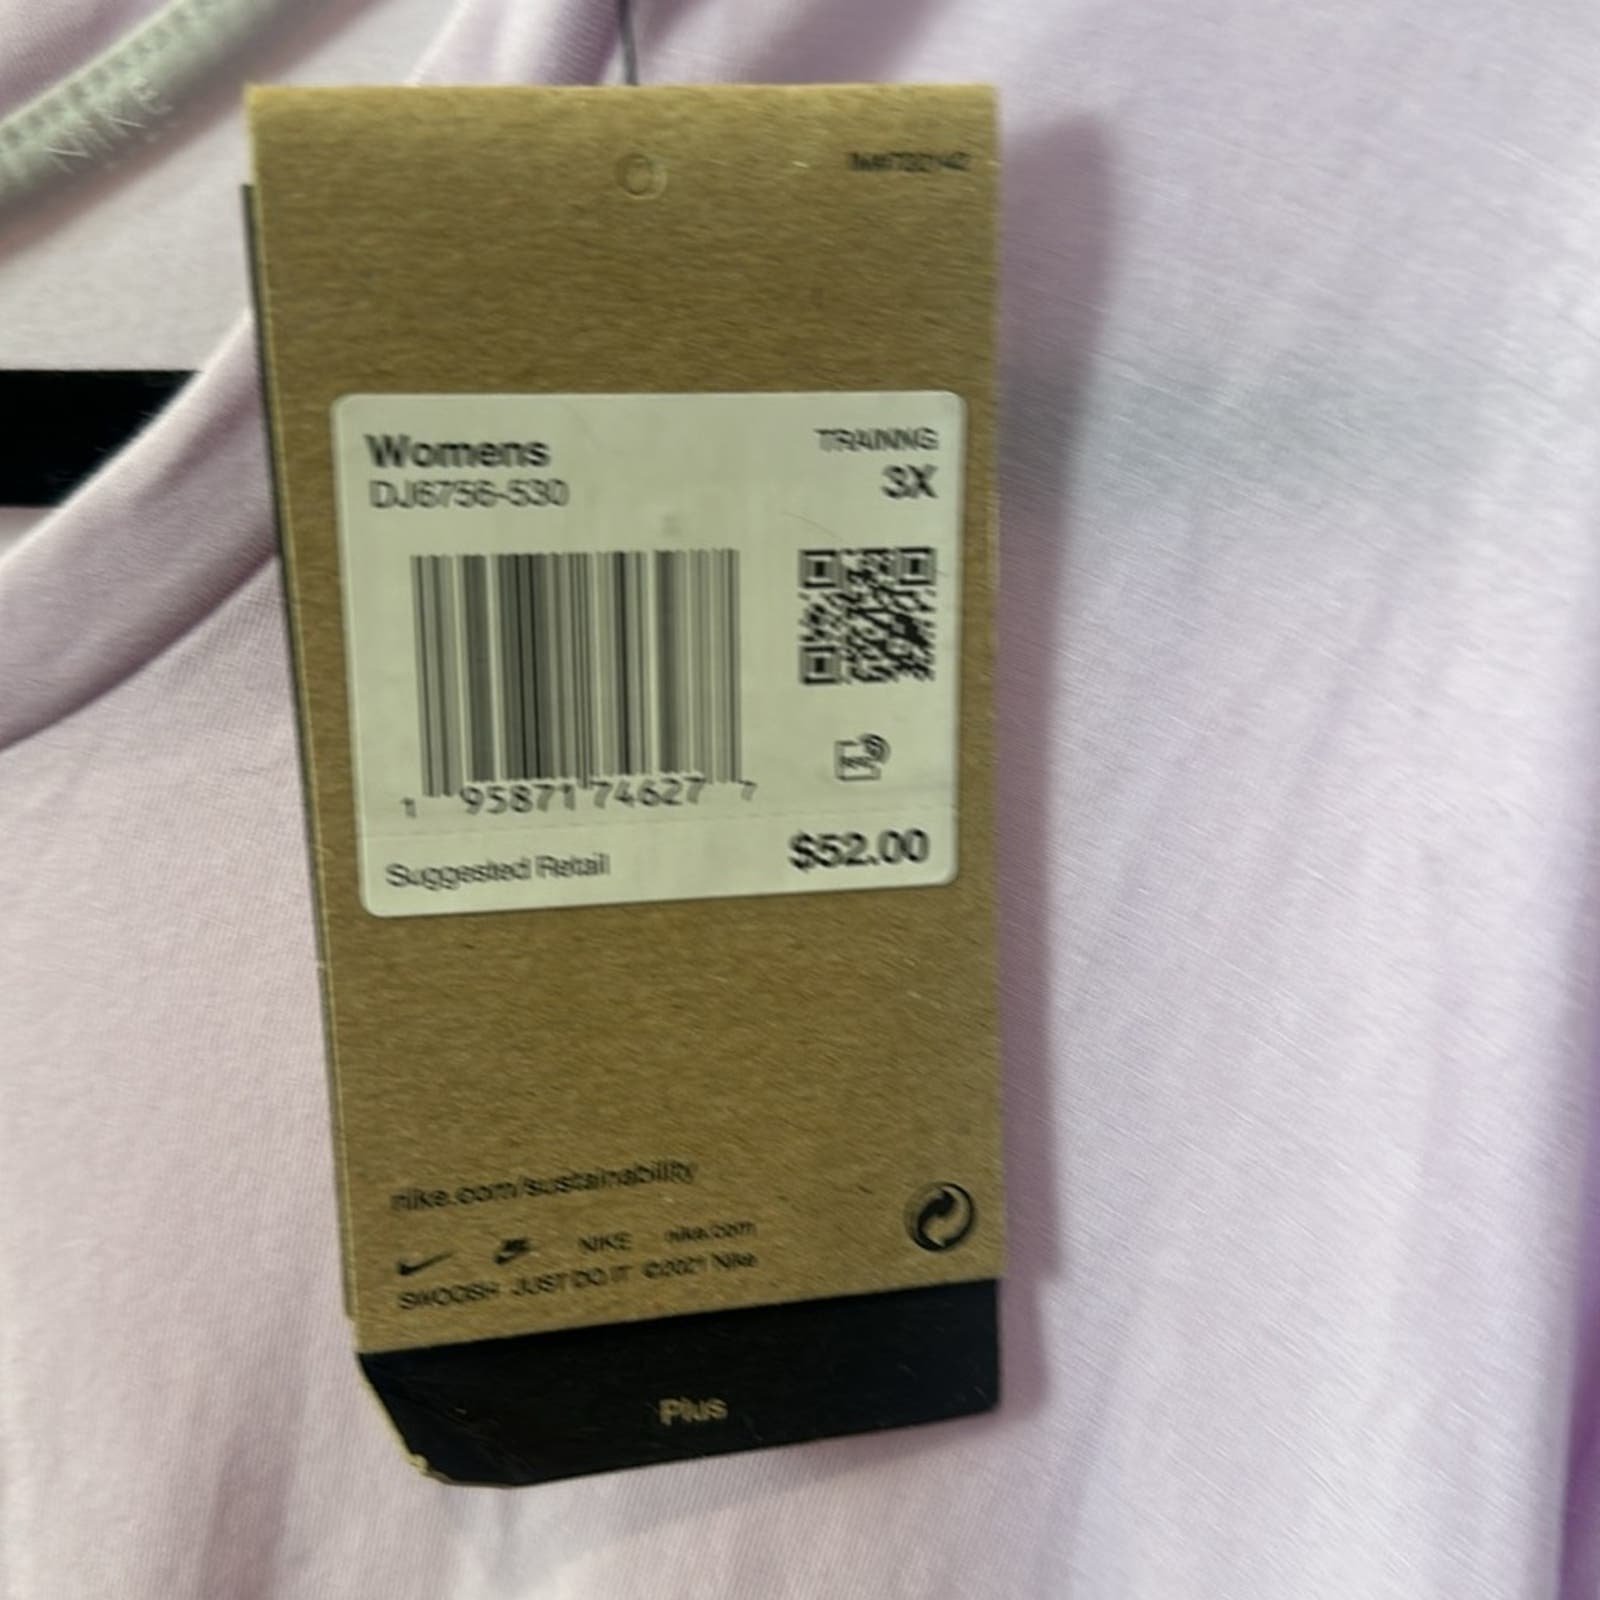 NIKE
Womens
TRAINING
DJ6756-530
3X
1 95871 74627 7
Suggested Retail
$52.00
nike.com/sustainability
NIKE nike.com
SWOOSH JUST DO IT ©2021 Nike
Plus